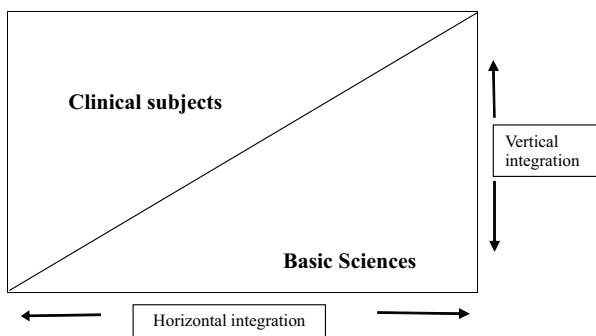 Clinical subjects
Vertical
integration
Basic Sciences
Horizontal integration